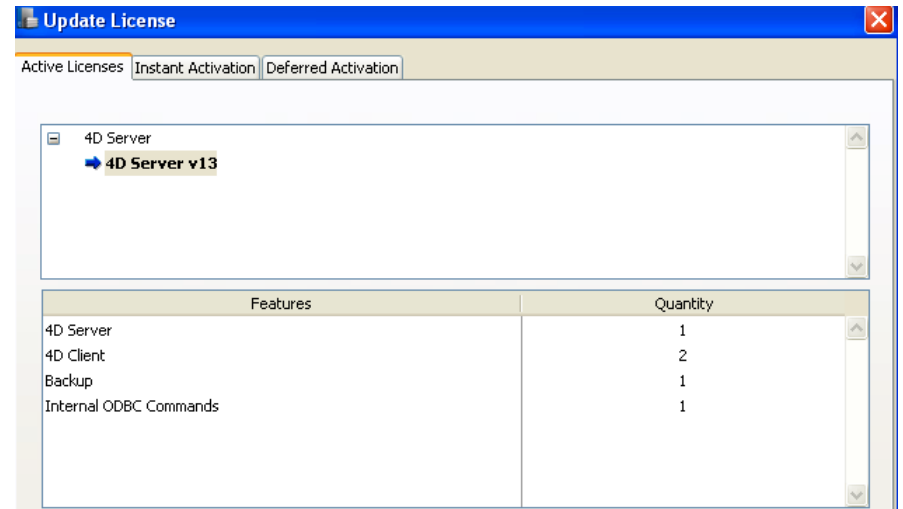 Update License
Active Licenses Instant Activation Deferred Activation
4D Server
4D Server v13
Features Quantity
4D Server 1
4D Client 2
Backup 1
Internal ODBC Commands 1